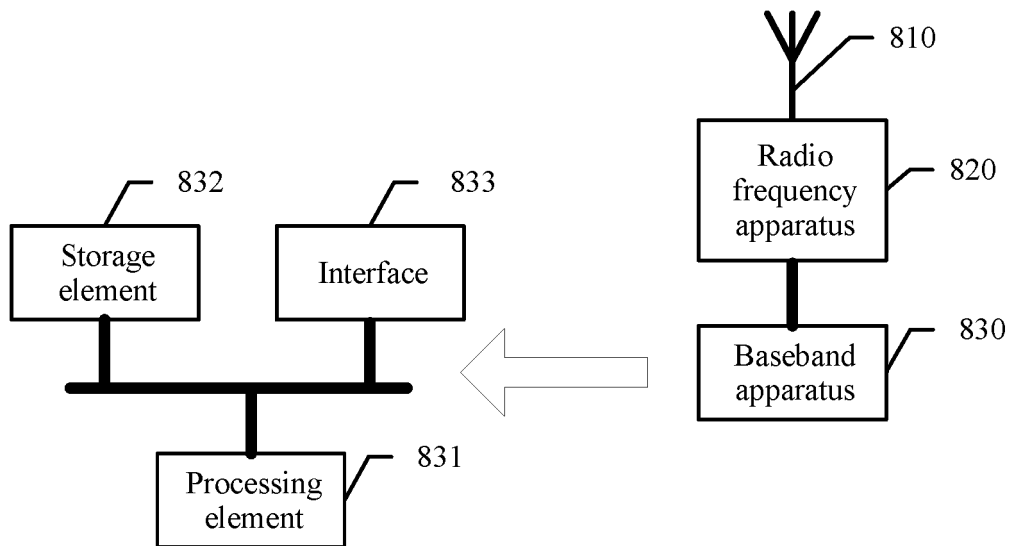 810
Radio
frequency
apparatus
820
832
833
Storage
element
Interface
830
Baseband
apparatus
831
Processing
element